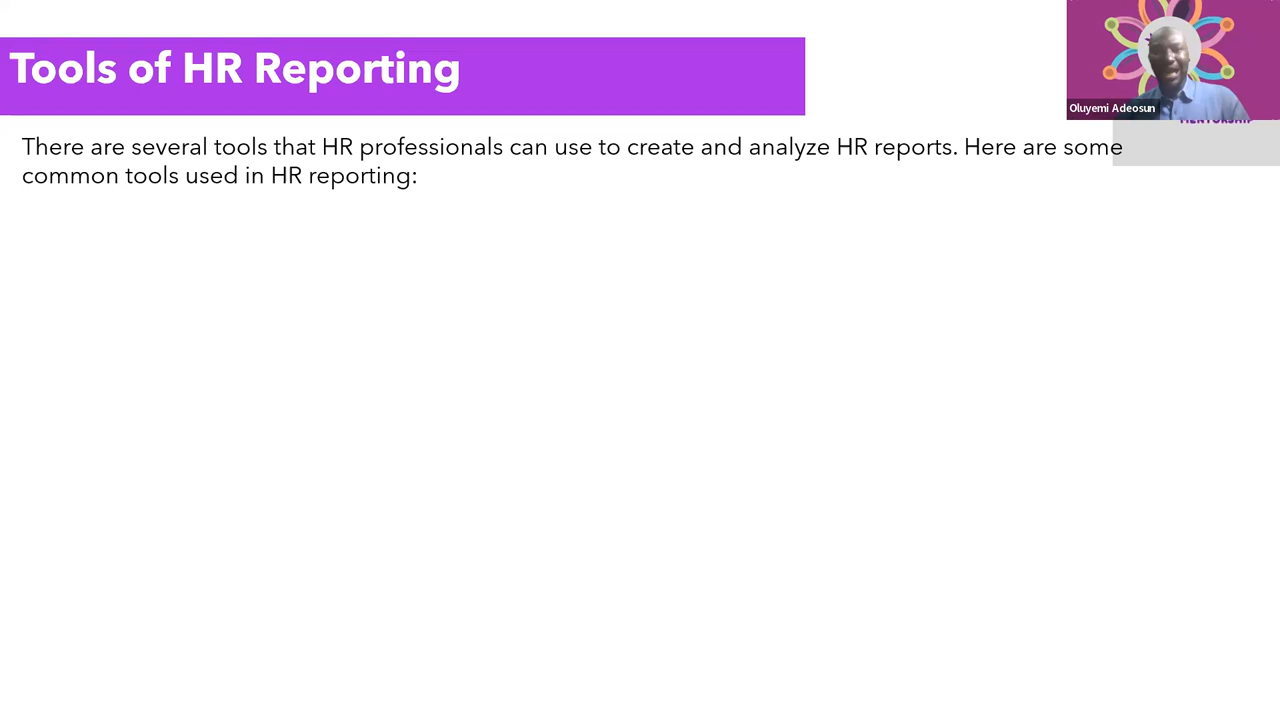 Tools of HR Reporting
Oluyemi Adeosun
There are several tools that HR professionals can use to create and analyze HR reports. Here are some
common tools used in HR reporting: